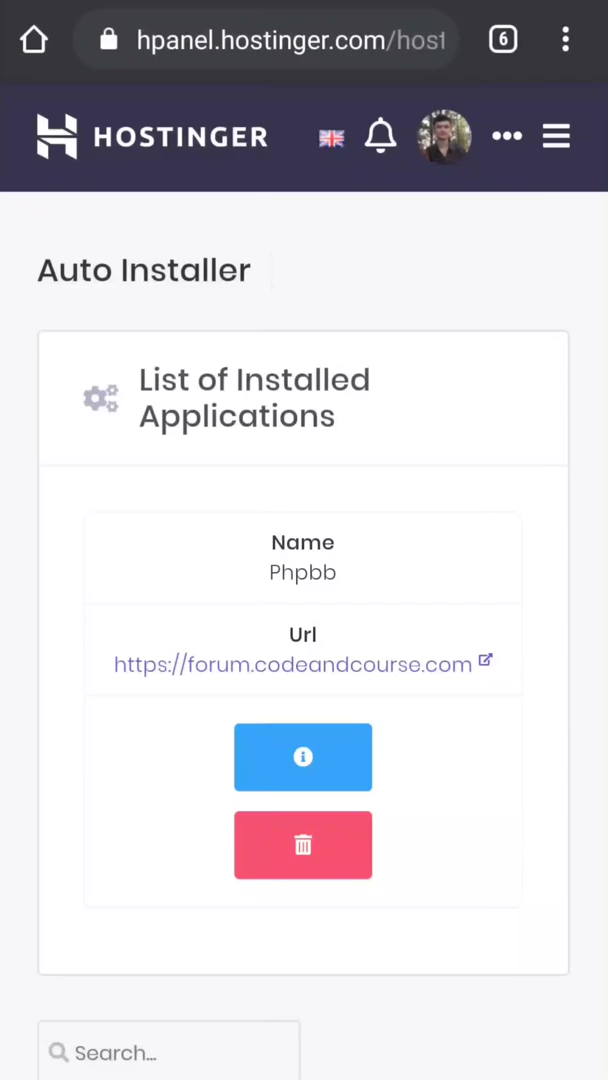 hpanel.hostinger.com/host
6
HOSTINGER
Auto Installer
List of Installed
Applications
Name
Phpbb
Url
https://forum.codeandcourse.com
Search...